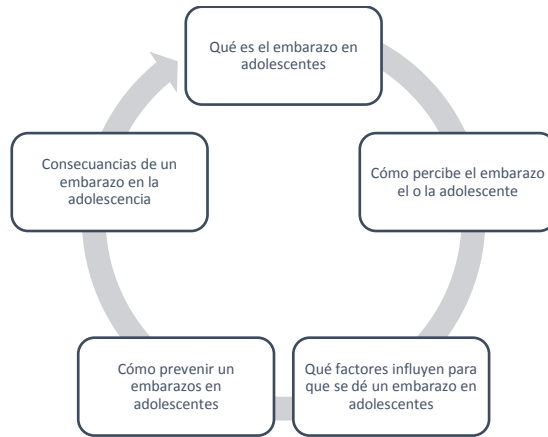 Qué es el embarazo en
adolescentes
Cómo percibe el embarazo
el o la adolescente
Qué factores influyen para
que se dé un embarazo en
adolescentes
Cómo prevenir un
embarazos en
adolescentes
Consecuancias de un
embarazo en la
adolescencia